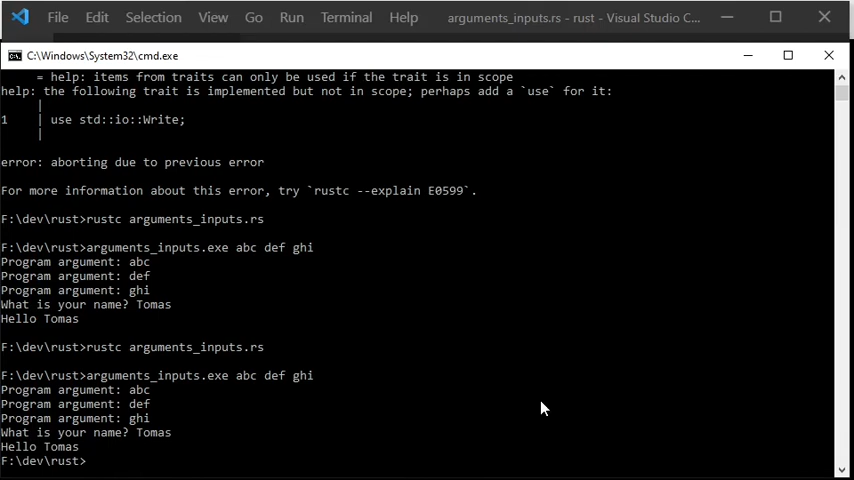 File Edit Selection View Go Run Terminal Help arguments_inputs.rs - rust - Visual Studio C...
C:\Windows\System32\cmd.exe
= help: items from traits can only be used if the trait is in scope
help: the following trait is implemented but not in scope; perhaps add a `use` for it:
|
1 | use std::io::Write;
|
error: aborting due to previous error
For more information about this error, try `rustc --explain E0599`.
F:\dev\rust>rustc arguments_inputs.rs
F:\dev\rust>arguments_inputs.exe abc def ghi
Program argument: abc
Program argument: def
Program argument: ghi
What is your name? Tomas
Hello Tomas
F:\dev\rust>rustc arguments_inputs.rs
F:\dev\rust>arguments_inputs.exe abc def ghi
Program argument: abc
Program argument: def
Program argument: ghi
What is your name? Tomas
Hello Tomas
F:\dev\rust>